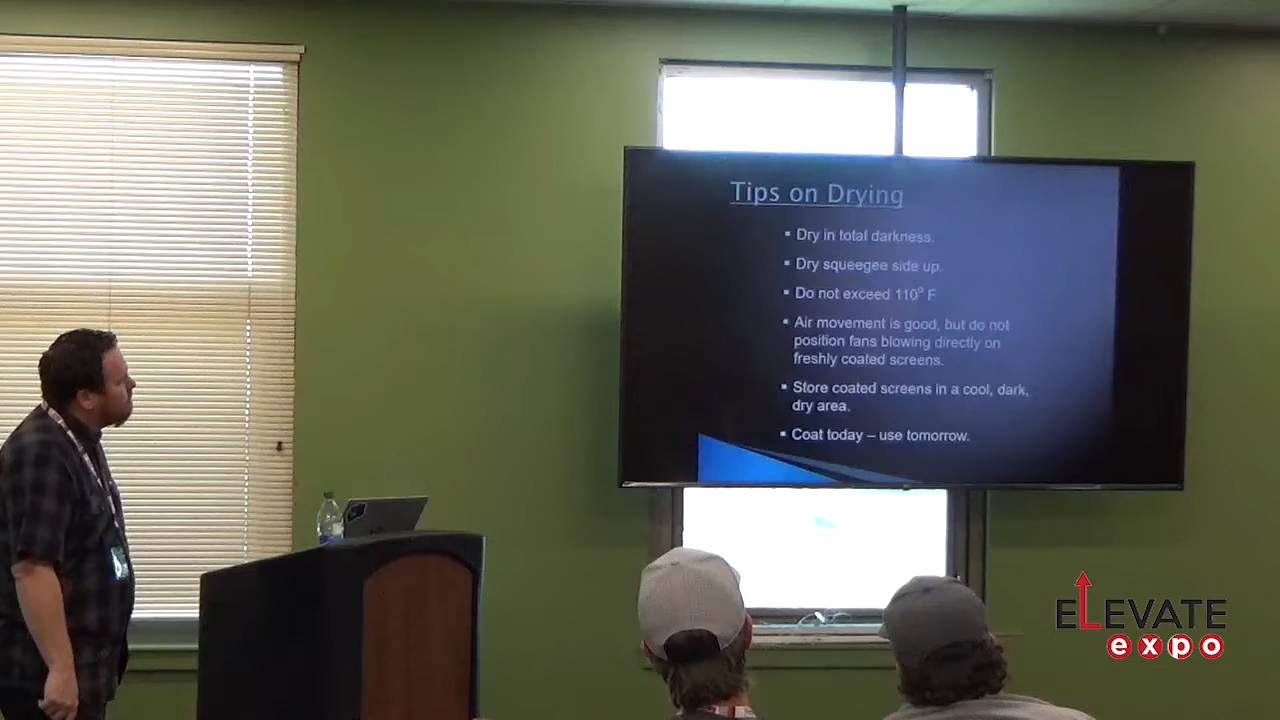 Tips on Drying
▪ Dry in total darkness.
▪ Dry squeegee side up.
▪ Do not exceed 110° F
▪ Air movement is good, but do not
position fans blowing directly on
freshly coated screens.
▪ Store coated screens in a cool, dark,
dry area.
▪ Coat today – use tomorrow.
ELEVATE
expo